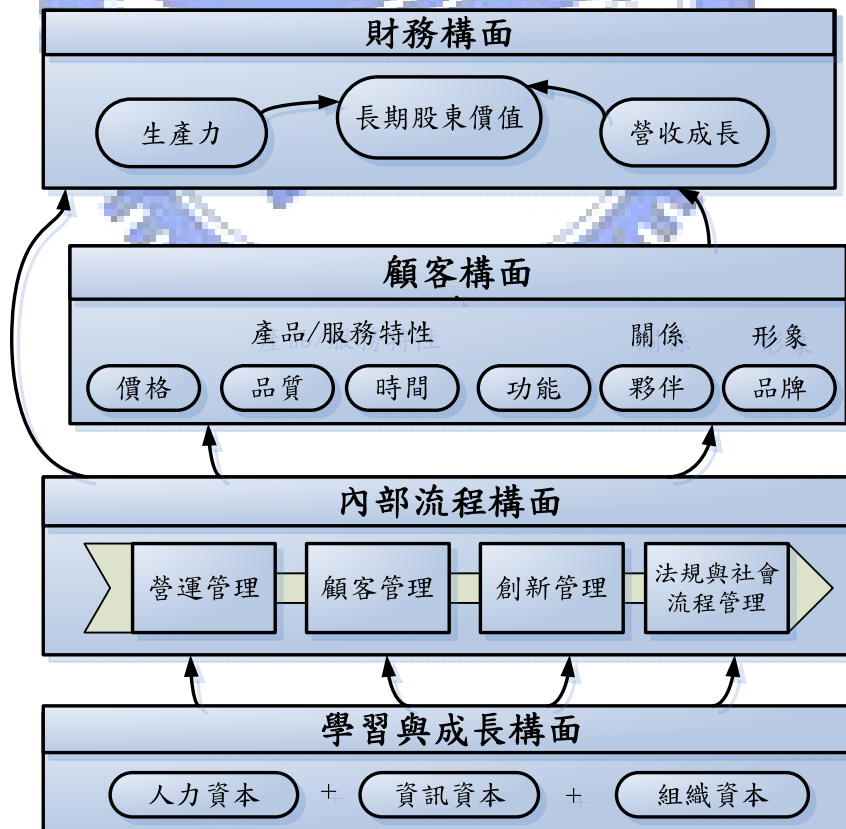 財務構面
生產力
長期股東價值
營收成長
顧客構面
產品/服務特性 關係 形象
價格 品質 時間 功能 夥伴 品牌
內部流程構面
營運管理 顧客管理 創新管理 法規與社會
流程管理
學習與成長構面
人力資本 + 資訊資本 + 組織資本